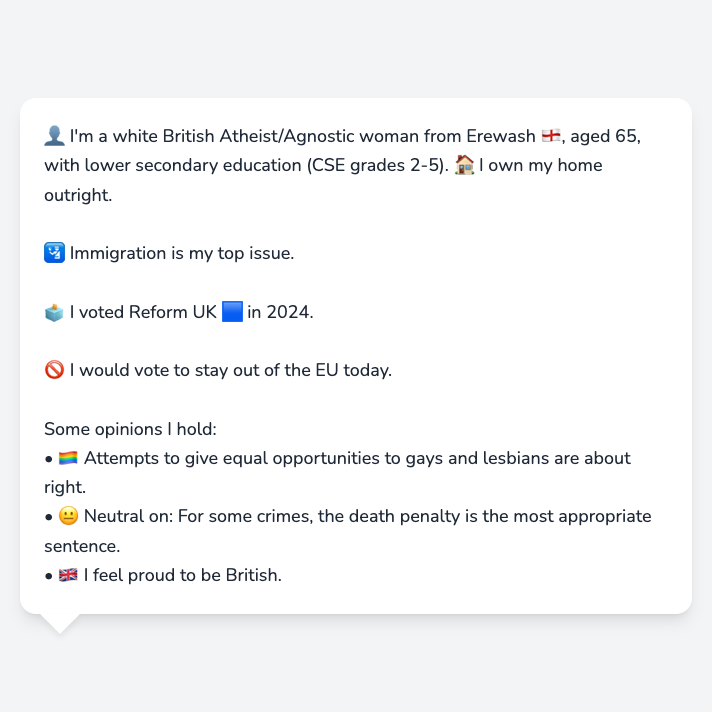 👤 I'm a white British Atheist/Agnostic woman from Erewash 🏴󠁧󠁢󠁥󠁮󠁧󠁿, aged 65,
with lower secondary education (CSE grades 2-5). 🏠 I own my home
outright.
🛂 Immigration is my top issue.
🗳️ I voted Reform UK 🟦 in 2024.
🚫 I would vote to stay out of the EU today.
Some opinions I hold:
• 🏳️‍🌈 Attempts to give equal opportunities to gays and lesbians are about
right.
• 😐 Neutral on: For some crimes, the death penalty is the most appropriate
sentence.
• 🇬🇧 I feel proud to be British.